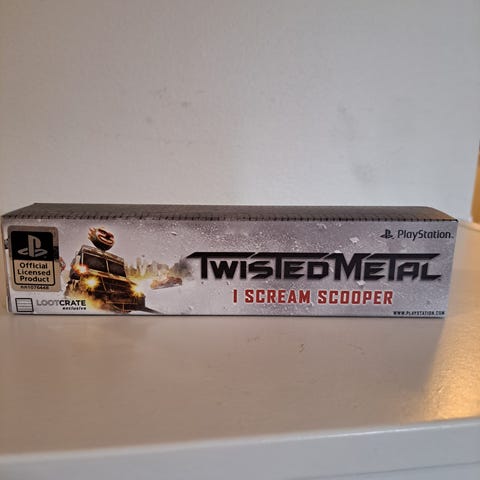 PlayStation
Official
Licensed
Product
TWISTED METAL
I SCREAM SCOOPER
LOOTCRATE
exclusive
WWW.PLAYSTATION.COM